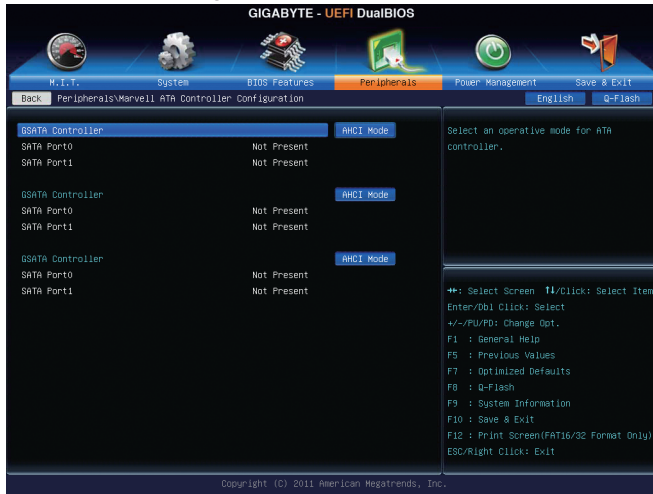 GIGABYTE - UEFI DualBIOS
M.I.T. System BIOS Features Peripherals Power Management Save & Exit
Back Peripherals\Marvell ATA Controller Configuration English Q-Flash
GSATA Controller AHCI Mode
SATA Port0 Not Present
SATA Port1 Not Present
GSATA Controller AHCI Mode
SATA Port0 Not Present
SATA Port1 Not Present
GSATA Controller AHCI Mode
SATA Port0 Not Present
SATA Port1 Not Present
Select an operative mode for ATA
controller.
→←: Select Screen ↑↓/Click: Select Item
Enter/Dbl Click: Select
+/-/PU/PD: Change Opt.
F1 : General Help
F5 : Previous Values
F7 : Optimized Defaults
F8 : Q-Flash
F9 : System Information
F10 : Save & Exit
F12 : Print Screen(FAT16/32 Format Only)
ESC/Right Click: Exit
Copyright (C) 2011 American Megatrends, Inc.